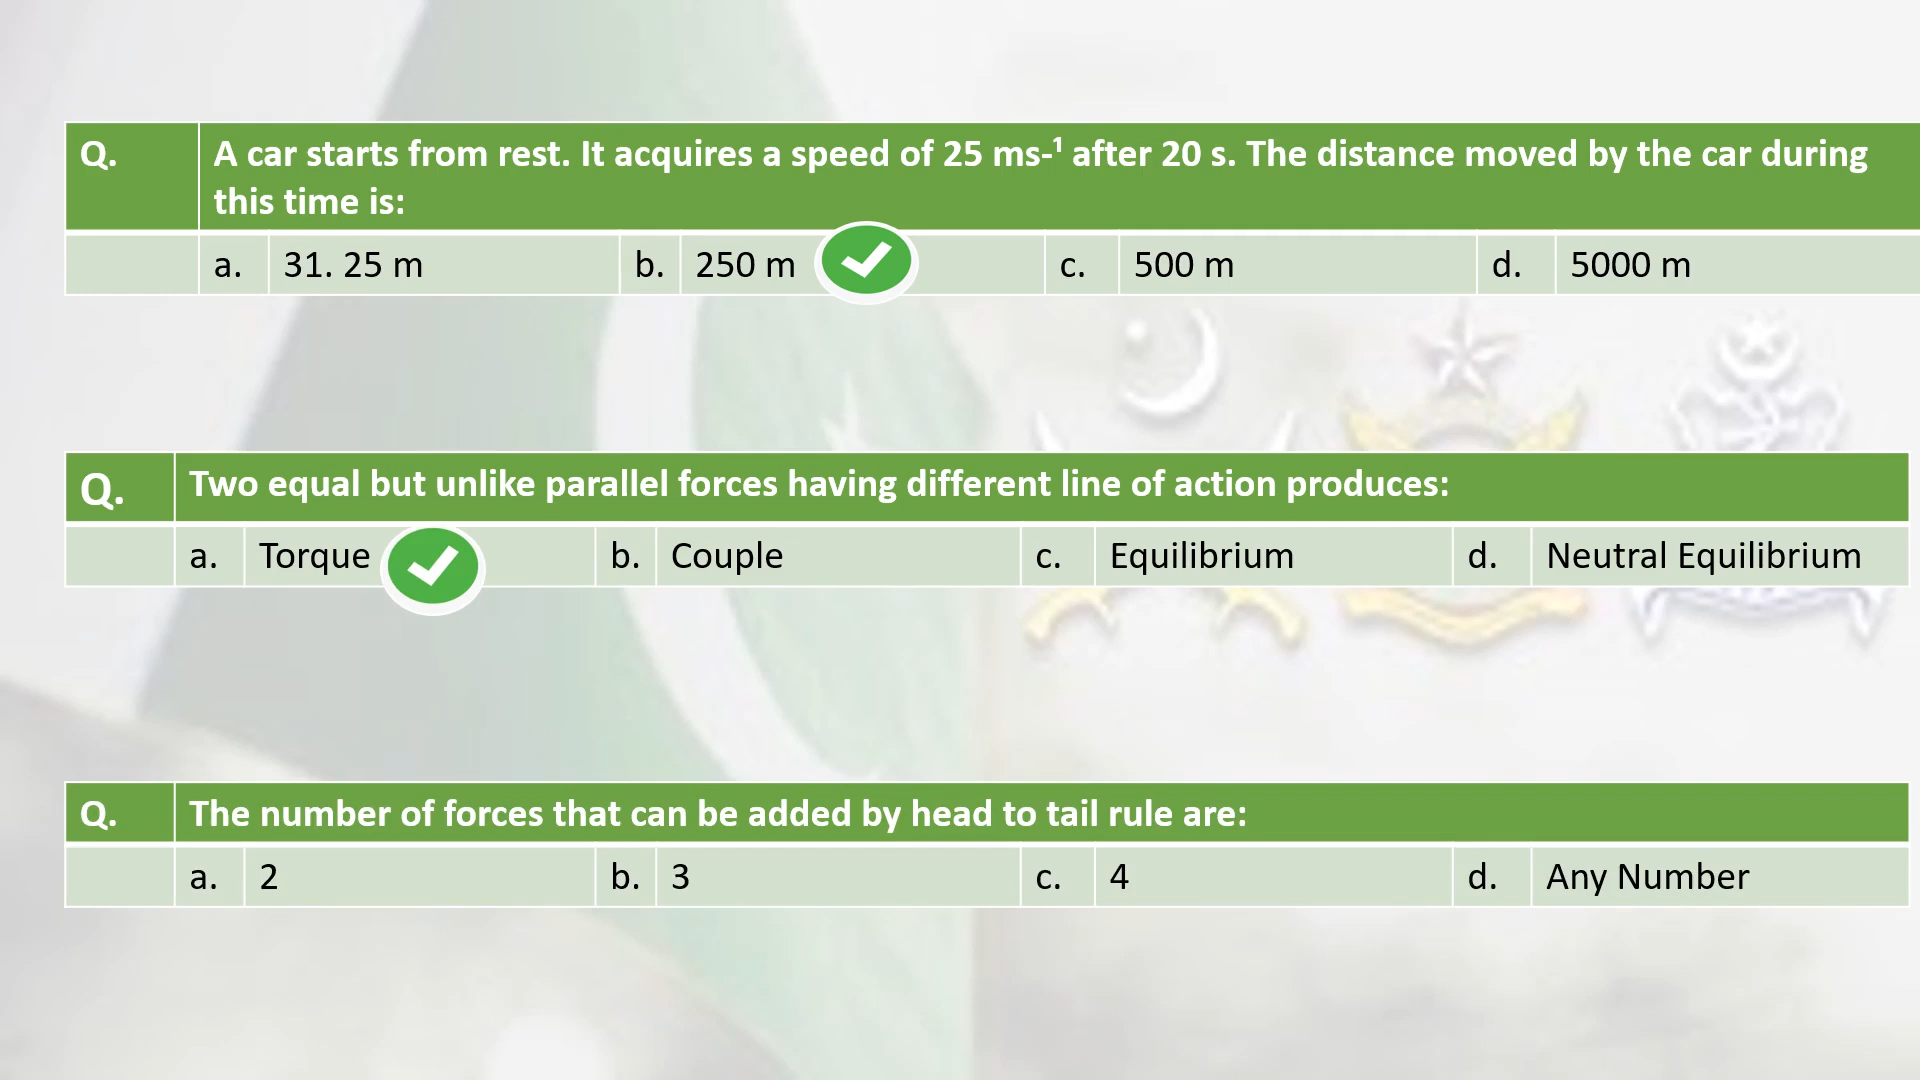 Q. A car starts from rest. It acquires a speed of 25 ms-¹ after 20 s. The distance moved by the car during
this time is:
a. 31. 25 m b. 250 m c. 500 m d. 5000 m
Q. Two equal but unlike parallel forces having different line of action produces:
a. Torque b. Couple c. Equilibrium d. Neutral Equilibrium
Q. The number of forces that can be added by head to tail rule are:
a. 2 b. 3 c. 4 d. Any Number